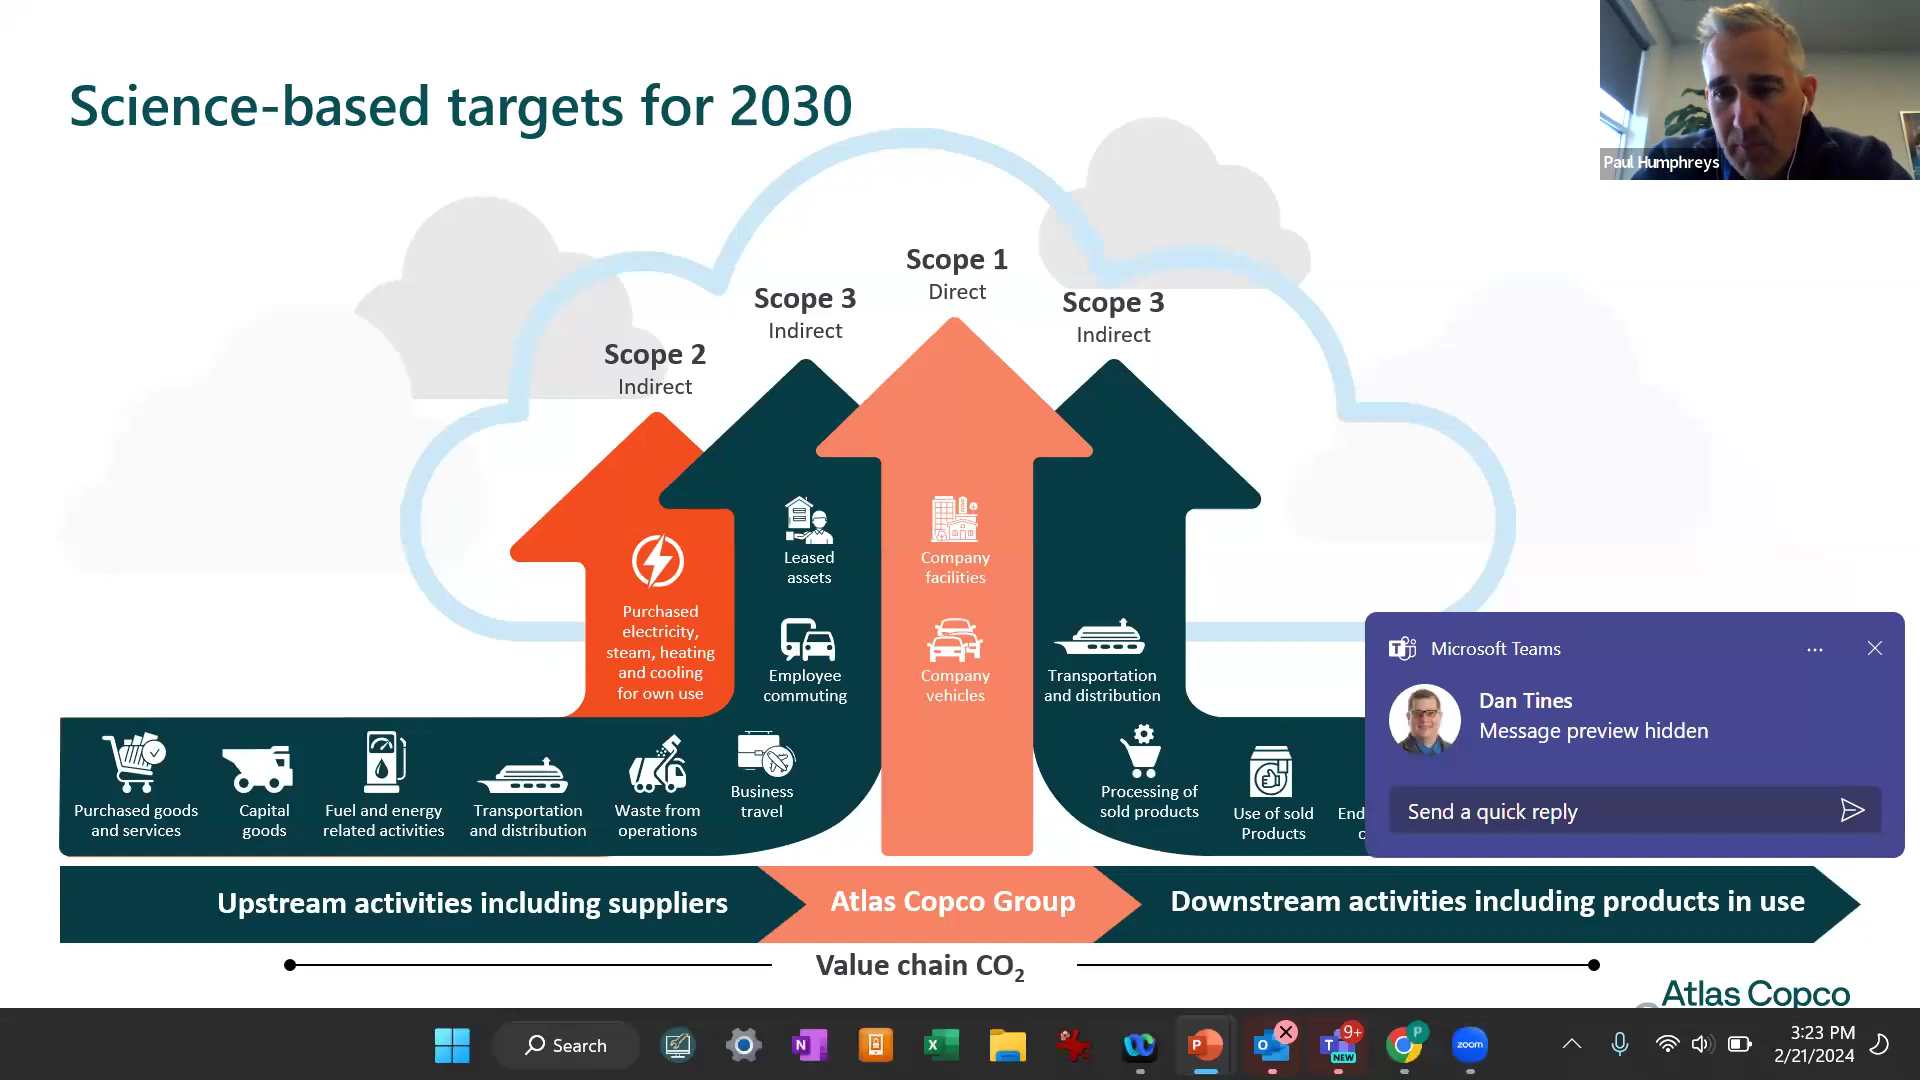 Science-based targets for 2030
Paul Humphreys
Scope 1
Direct
Scope 3
Indirect
Scope 3
Indirect
Scope 2
Indirect
Purchased
electricity,
steam, heating
and cooling
for own use
Leased
assets
Employee
commuting
Company
facilities
Company
vehicles
Transportation
and distribution
Purchased goods
and services
Capital
goods
Fuel and energy
related activities
Transportation
and distribution
Waste from
operations
Business
travel
Processing of
sold products
Use of sold
Products
End
Microsoft Teams
Dan Tines
Message preview hidden
Send a quick reply
Upstream activities including suppliers
Atlas Copco Group
Downstream activities including products in use
Value chain CO2
Atlas Copco
Search
N
X
P
O
9+
T
NEW
P
zoom
3:23 PM
2/21/2024